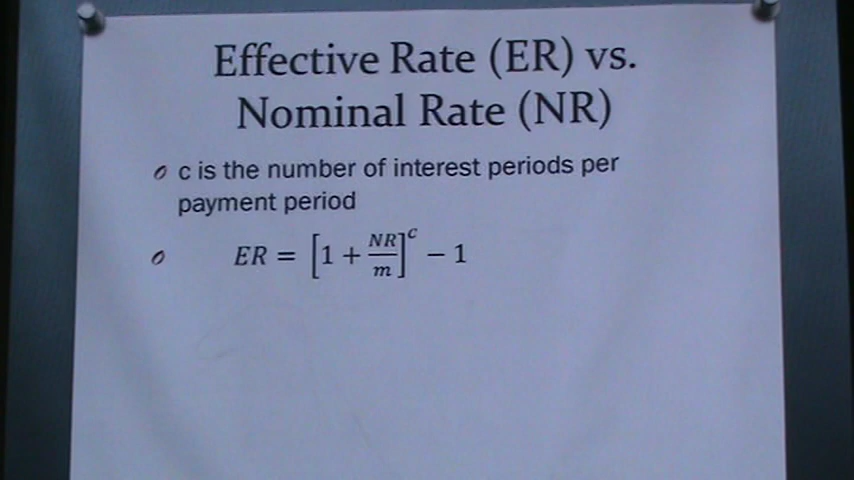 Effective Rate (ER) vs.
Nominal Rate (NR)
c is the number of interest periods per
payment period
ER = [1 + NR/m]^c − 1